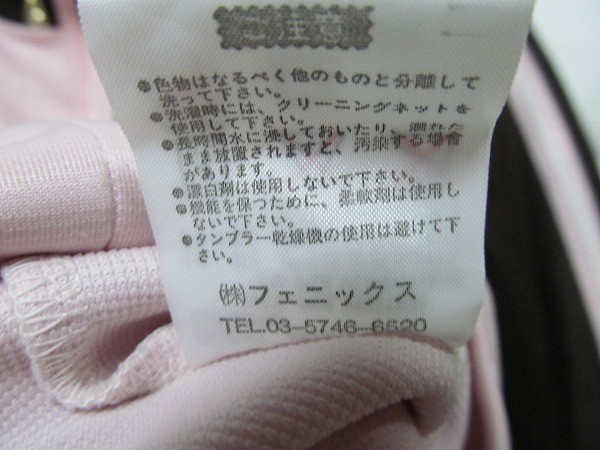 ご注意
●色物はなるべく他のものと分離して
洗って下さい。
●洗濯時には、クリーニングネットを
使用して下さい。
●長時間水に浸しておいたり、濡れた
まま放置されますと、汚染する場合
があります。
●漂白剤は使用しないで下さい。
●機能を保つために、柔軟剤は使用し
ないで下さい。
●タンブラー乾燥機の使用は避けて下
さい。
㈱フェニックス
TEL.03-5746-6620